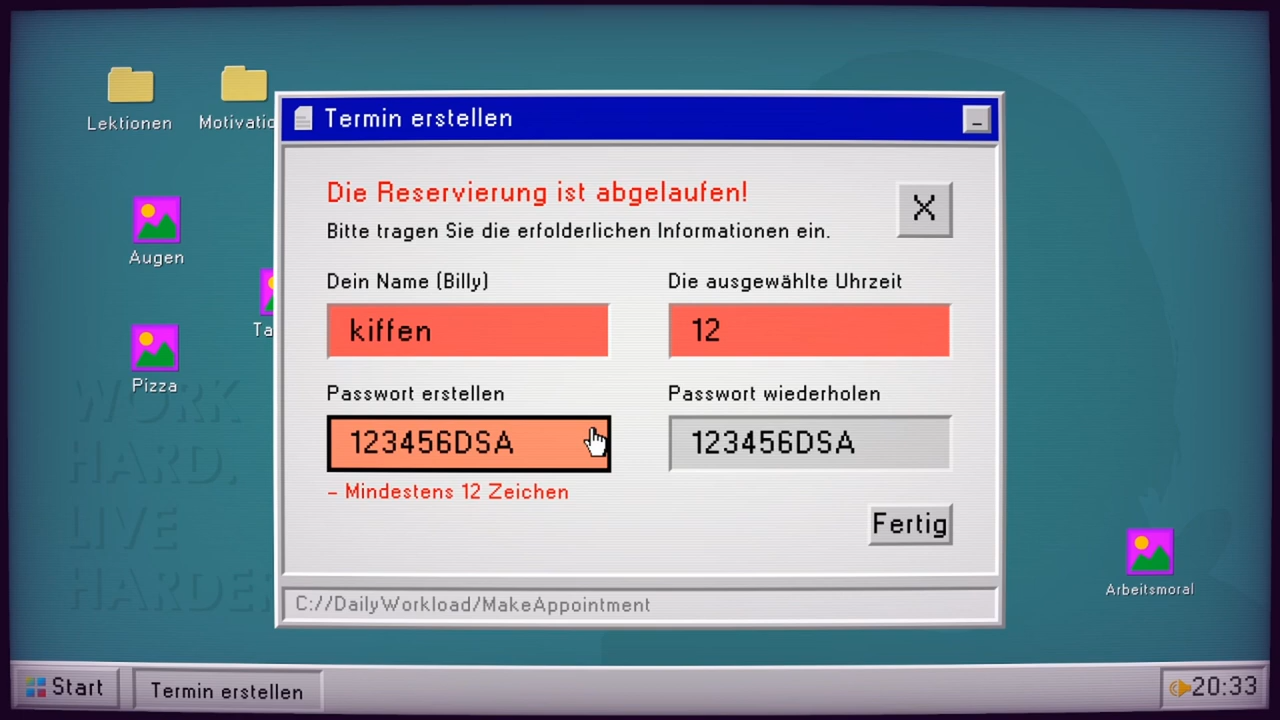 Lektionen
Motivatio
Termin erstellen
Die Reservierung ist abgelaufen!
X
Bitte tragen Sie die erfolderlichen Informationen ein.
Augen
Dein Name (Billy)
Die ausgewählte Uhrzeit
kiffen
12
Ta
Pizza
Passwort erstellen
Passwort wiederholen
123456DSA
123456DSA
- Mindestens 12 Zeichen
Fertig
WORK
HARD,
LIVE
HARDE
Arbeitsmoral
C://DailyWorkload/MakeAppointment
Start
Termin erstellen
20:33